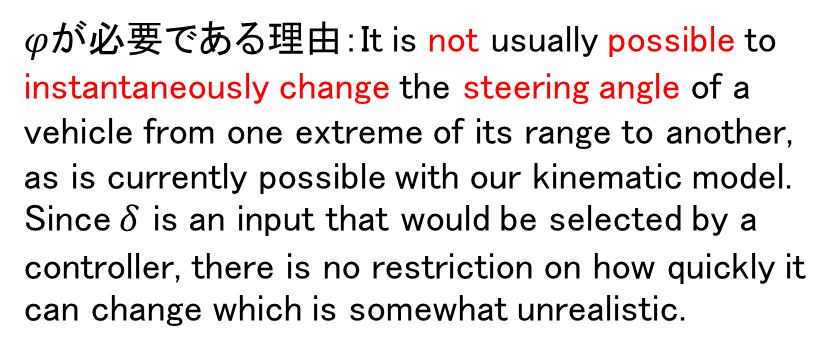 φが必要である理由：It is not usually possible to
instantaneously change the steering angle of a
vehicle from one extreme of its range to another,
as is currently possible with our kinematic model.
Since δ is an input that would be selected by a
controller, there is no restriction on how quickly it
can change which is somewhat unrealistic.